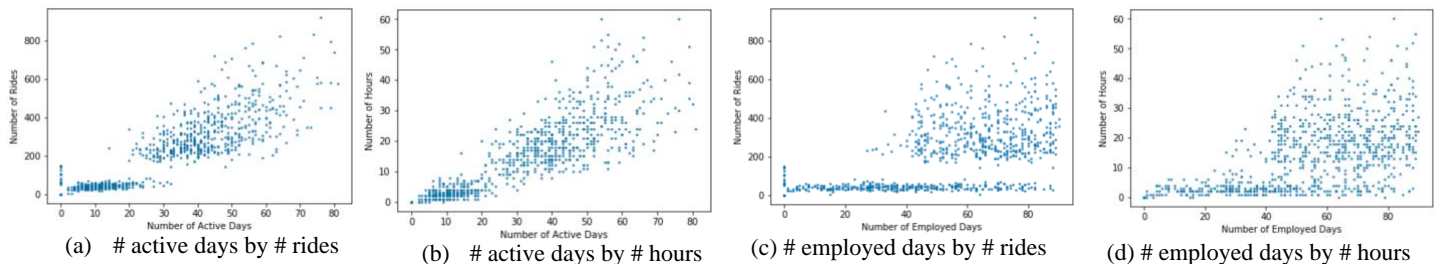 Number of Rides
800
600
400
200
0
0 10 20 30 40 50 60 70 80
Number of Active Days
(a) # active days by # rides
Number of Hours
60
50
40
30
20
10
0
0 10 20 30 40 50 60 70 80
Number of Active Days
(b) # active days by # hours
Number of Rides
800
600
400
200
0
0 20 40 60 80
Number of Employed Days
(c) # employed days by # rides
Number of Hours
60
50
40
30
20
10
0
0 20 40 60 80
Number of Employed Days
(d) # employed days by # hours